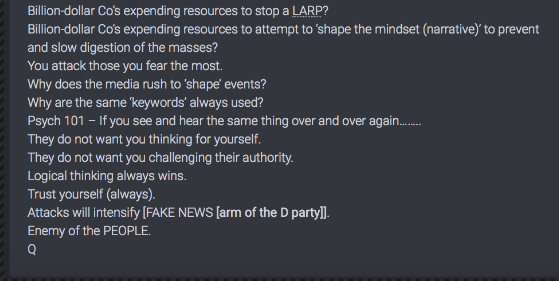 Billion-dollar Co's expending resources to stop a LARP?
Billion-dollar Co's expending resources to attempt to 'shape the mindset (narrative)' to prevent
and slow digestion of the masses?
You attack those you fear the most.
Why does the media rush to 'shape' events?
Why are the same 'keywords' always used?
Psych 101 – If you see and hear the same thing over and over again…….
They do not want you thinking for yourself.
They do not want you challenging their authority.
Logical thinking always wins.
Trust yourself (always).
Attacks will intensify [FAKE NEWS [arm of the D party]].
Enemy of the PEOPLE.
Q